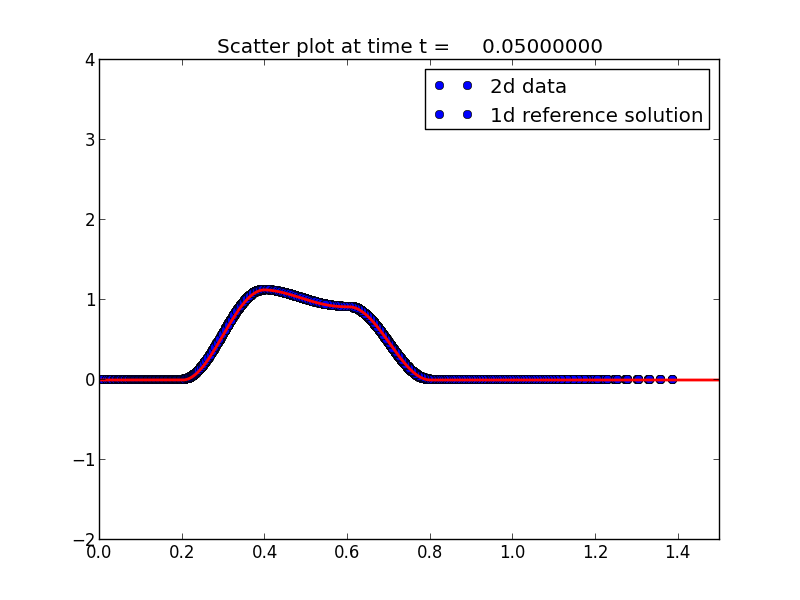 Scatter plot at time t =     0.05000000
2d data
1d reference solution
4
3
2
1
0
−1
−2
0.0 0.2 0.4 0.6 0.8 1.0 1.2 1.4